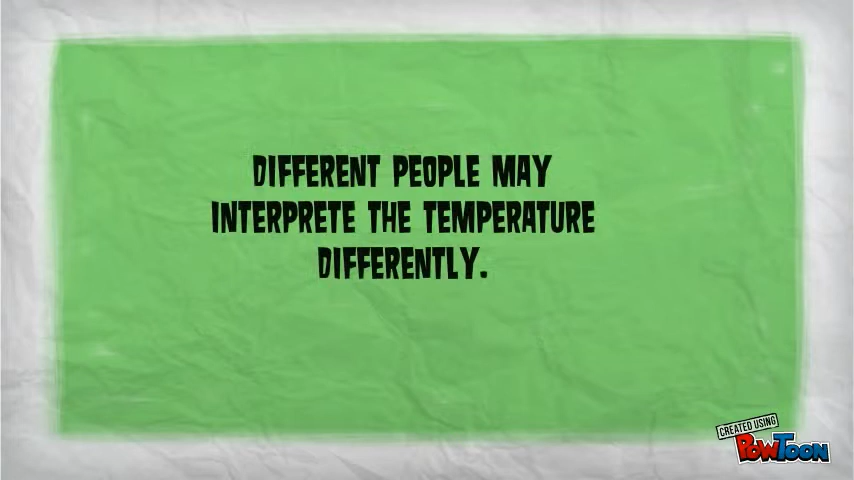 DIFFERENT PEOPLE MAY
INTERPRETE THE TEMPERATURE
DIFFERENTLY.
CREATED USING
POWTOON